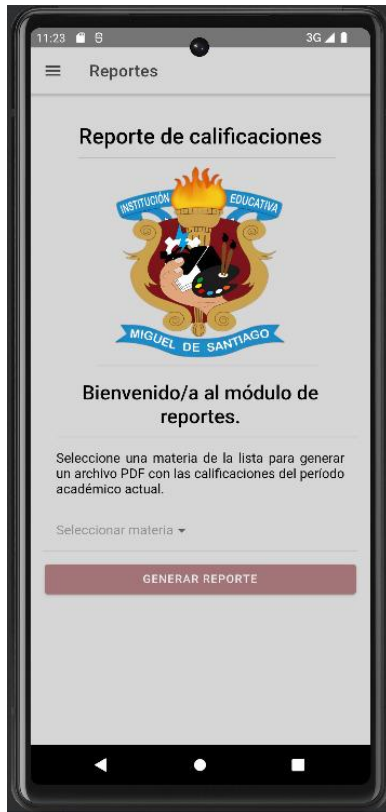 11:23
3G
Reportes
Reporte de calificaciones
INSTITUCIÓN EDUCATIVA
MIGUEL DE SANTIAGO
Bienvenido/a al módulo de
reportes.
Seleccione una materia de la lista para generar
un archivo PDF con las calificaciones del período
académico actual.
Seleccionar materia
GENERAR REPORTE